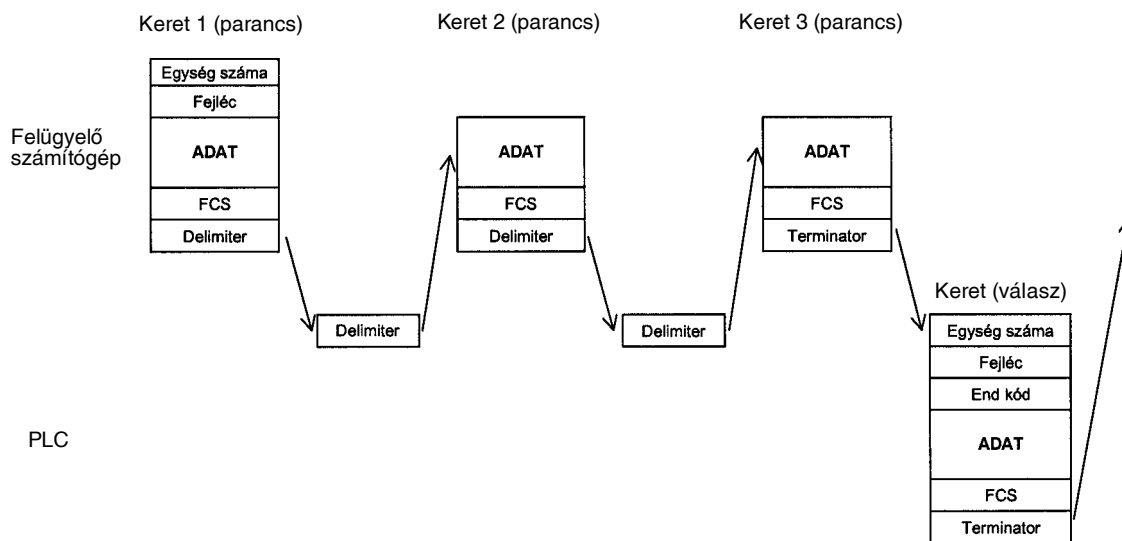 Keret 1 (parancs)
Keret 2 (parancs)
Keret 3 (parancs)
Felügyelő
számítógép
Egység száma
Fejléc
ADAT
FCS
Delimiter
ADAT
FCS
Delimiter
ADAT
FCS
Terminator
Delimiter
Delimiter
Keret (válasz)
PLC
Egység száma
Fejléc
End kód
ADAT
FCS
Terminator